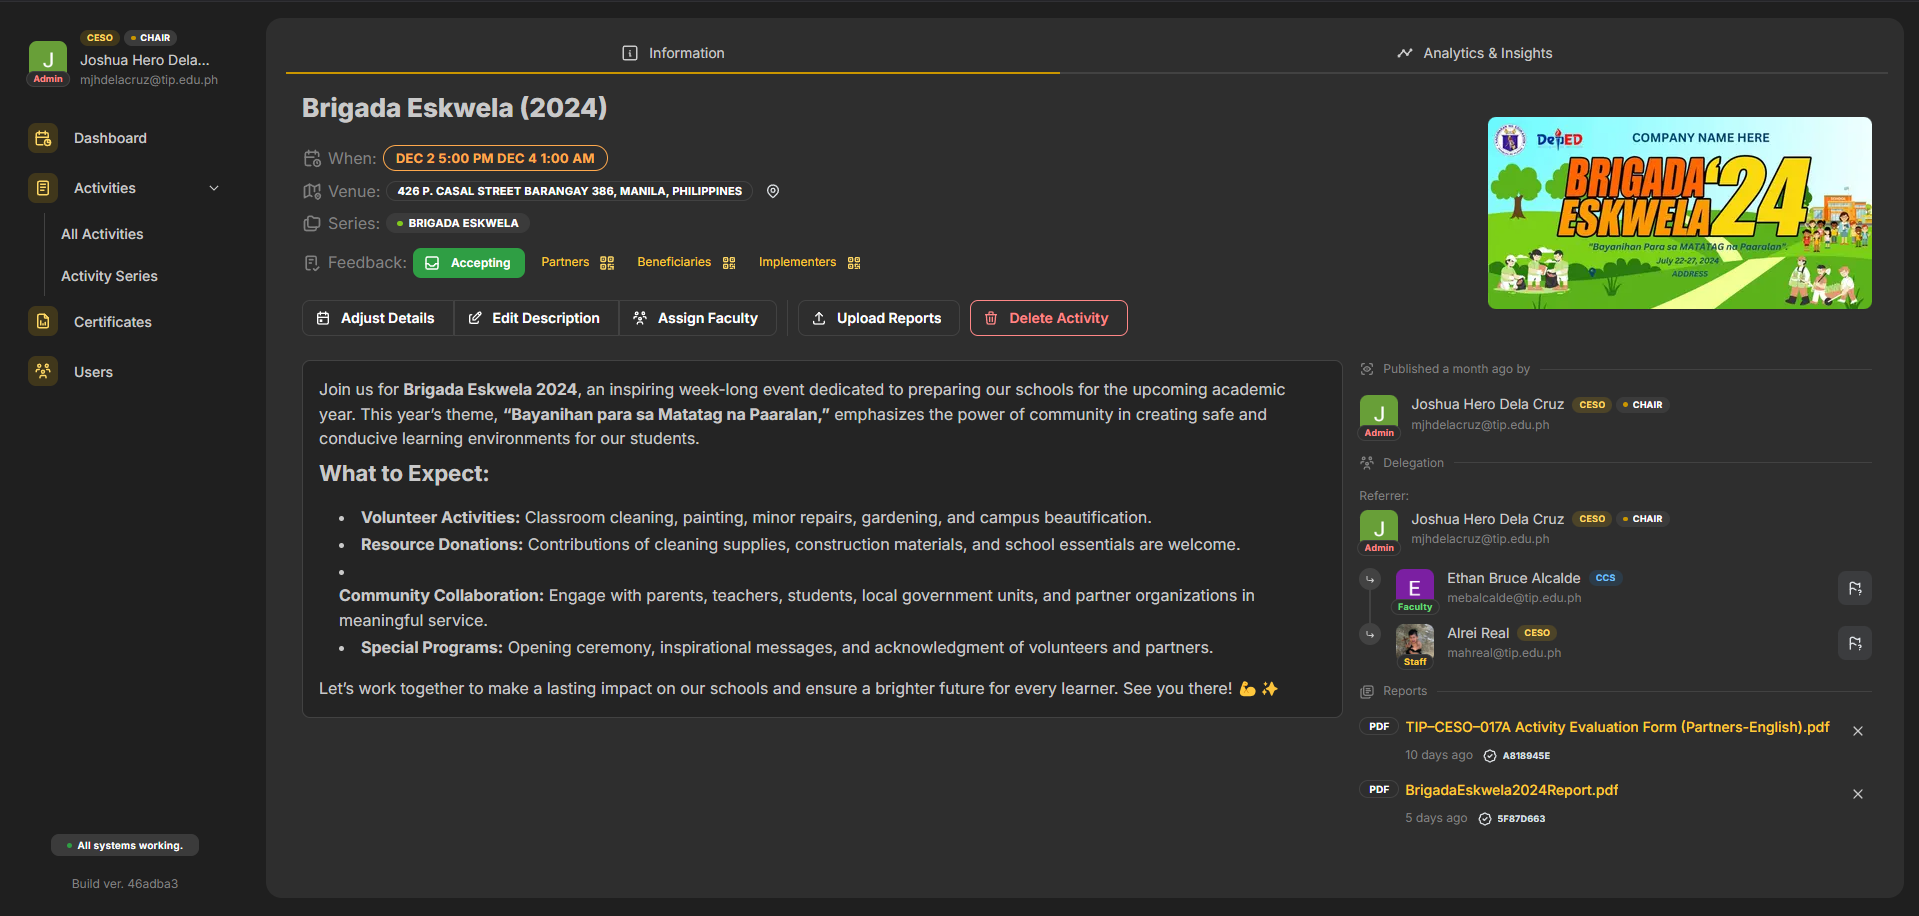 CESO CHAIR
J
Admin
Joshua Hero Dela...
mjhdelacruz@tip.edu.ph
Dashboard
Activities
All Activities
Activity Series
Certificates
Users
All systems working.
Build ver. 46adba3
Information
Analytics & Insights
Brigada Eskwela (2024)
When: DEC 2 5:00 PM DEC 4 1:00 AM
Venue: 426 P. CASAL STREET BARANGAY 386, MANILA, PHILIPPINES
Series: BRIGADA ESKWELA
Feedback: Accepting Partners Beneficiaries Implementers
Adjust Details Edit Description Assign Faculty Upload Reports Delete Activity
DepED
COMPANY NAME HERE
BRIGADA '24
ESKWELA
"Bayanihan Para sa MATATAG na Paaralan".
July 22-27, 2024
ADDRESS
Join us for Brigada Eskwela 2024, an inspiring week-long event dedicated to preparing our schools for the upcoming academic
year. This year's theme, “Bayanihan para sa Matatag na Paaralan,” emphasizes the power of community in creating safe and
conducive learning environments for our students.
What to Expect:
• Volunteer Activities: Classroom cleaning, painting, minor repairs, gardening, and campus beautification.
• Resource Donations: Contributions of cleaning supplies, construction materials, and school essentials are welcome.
•
Community Collaboration: Engage with parents, teachers, students, local government units, and partner organizations in
meaningful service.
• Special Programs: Opening ceremony, inspirational messages, and acknowledgment of volunteers and partners.
Let's work together to make a lasting impact on our schools and ensure a brighter future for every learner. See you there! 💪 ✨
Published a month ago by
J
Admin
Joshua Hero Dela Cruz CESO CHAIR
mjhdelacruz@tip.edu.ph
Delegation
Referrer:
J
Admin
Joshua Hero Dela Cruz CESO CHAIR
mjhdelacruz@tip.edu.ph
E
Faculty
Ethan Bruce Alcalde CCS
mebalcalde@tip.edu.ph
Staff
Alrei Real CESO
mahreal@tip.edu.ph
Reports
PDF TIP–CESO–017A Activity Evaluation Form (Partners-English).pdf
10 days ago A818945E
PDF BrigadaEskwela2024Report.pdf
5 days ago 5F87D663